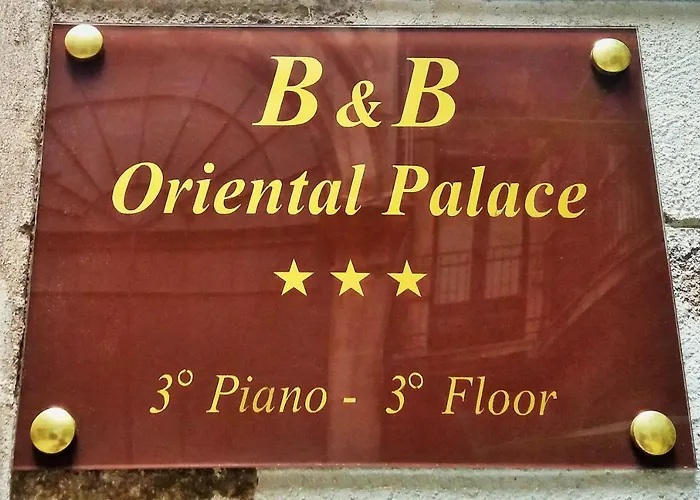 B & B
Oriental Palace
★★★
3° Piano - 3° Floor